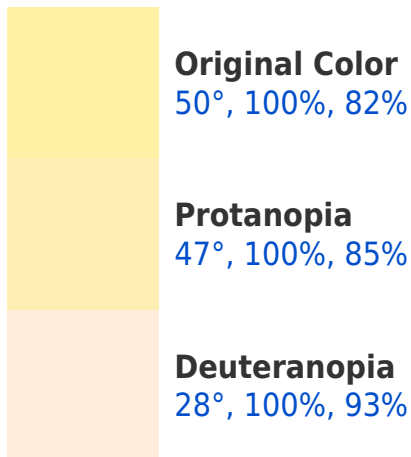 Original Color
50°, 100%, 82%
Protanopia
47°, 100%, 85%
Deuteranopia
28°, 100%, 93%